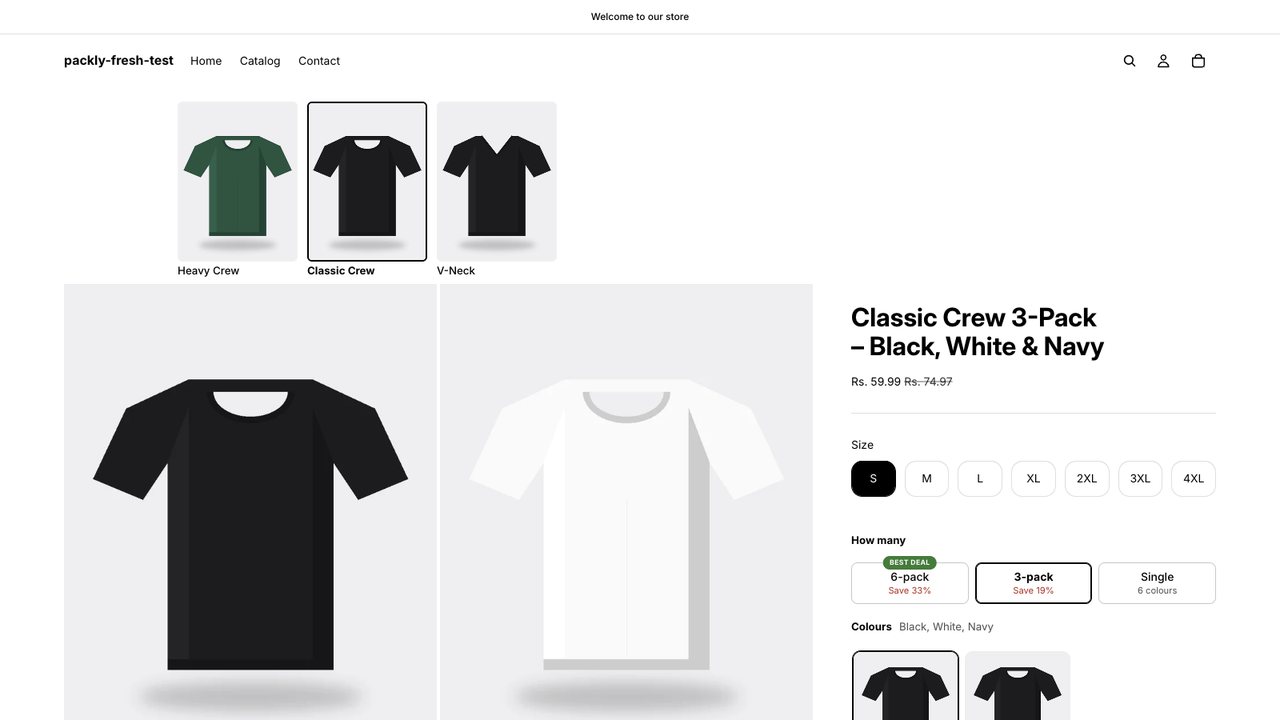 Welcome to our store
packly-fresh-test Home Catalog Contact
Heavy Crew
Classic Crew
V-Neck
Classic Crew 3-Pack
– Black, White & Navy
Rs. 59.99 Rs. 74.97
Size
S M L XL 2XL 3XL 4XL
How many
BEST DEAL
6-pack
Save 33%
3-pack
Save 19%
Single
6 colours
Colours Black, White, Navy